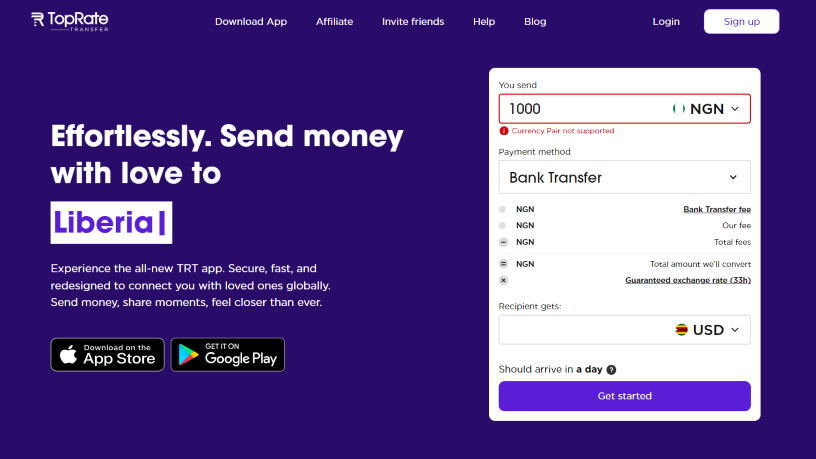 TopRate
TRANSFER
Download App
Affiliate
Invite friends
Help
Blog
Login
Sign up
Effortlessly. Send money
with love to
Liberia|
Experience the all-new TRT app. Secure, fast, and
redesigned to connect you with loved ones globally.
Send money, share moments, feel closer than ever.
Download on the
App Store
GET IT ON
Google Play
You send
1000
NGN
Currency Pair not supported
Payment method
Bank Transfer
NGN Bank Transfer fee
NGN Our fee
NGN Total fees
NGN Total amount we'll convert
Guaranteed exchange rate (33h)
Recipient gets:
USD
Should arrive in a day ?
Get started